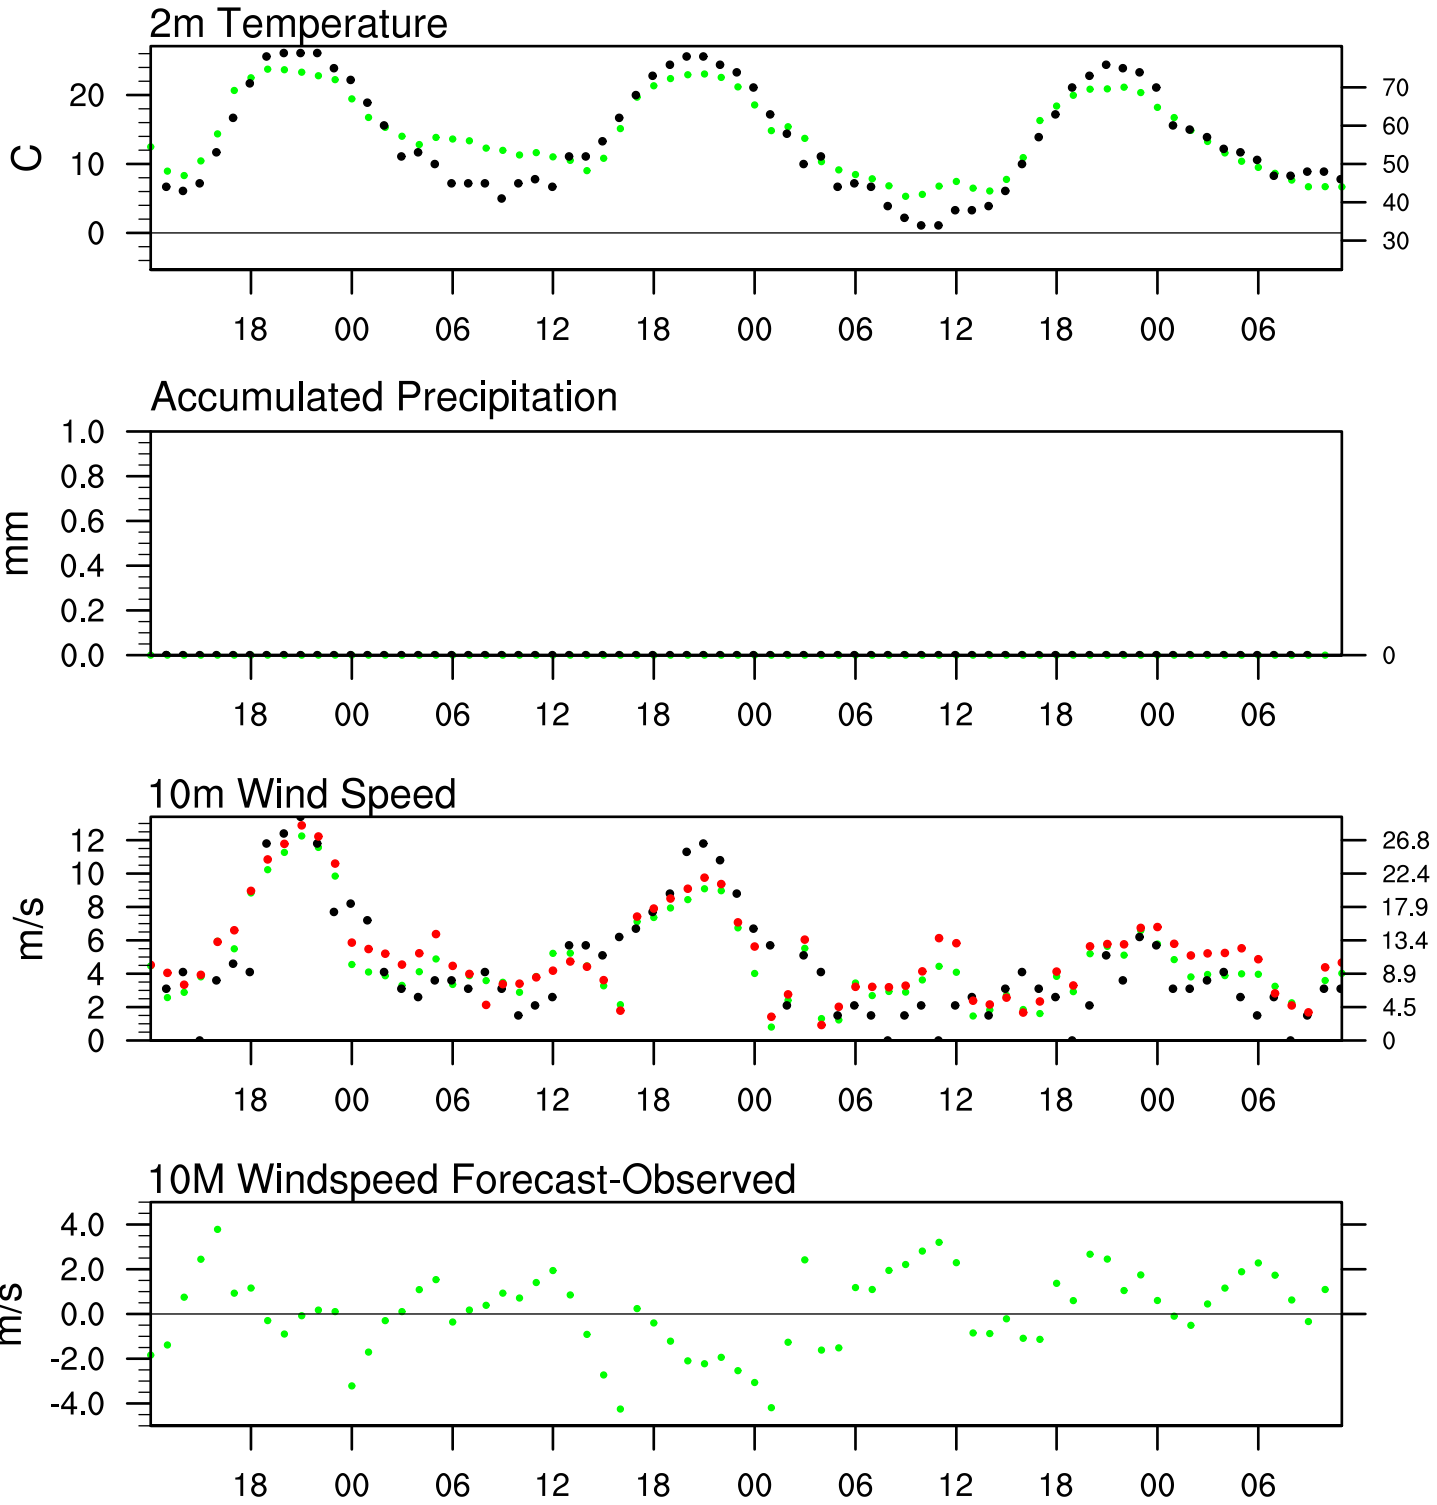 2m Temperature
20
10
0
C
70
60
50
40
30
18 00 06 12 18 00 06 12 18 00 06
Accumulated Precipitation
1.0
0.8
0.6
0.4
0.2
0.0
mm
0
18 00 06 12 18 00 06 12 18 00 06
10m Wind Speed
12
10
8
6
4
2
0
m/s
26.8
22.4
17.9
13.4
8.9
4.5
0
18 00 06 12 18 00 06 12 18 00 06
10M Windspeed Forecast-Observed
4.0
2.0
0.0
-2.0
-4.0
m/s
18 00 06 12 18 00 06 12 18 00 06